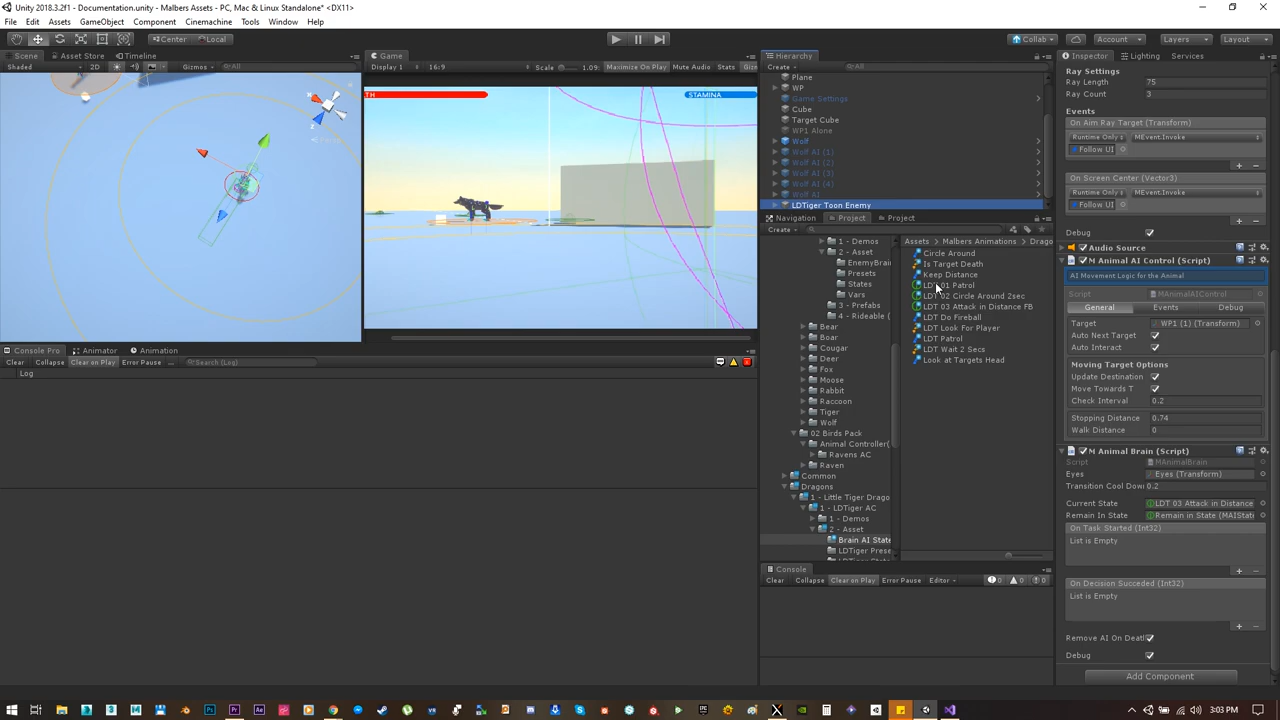 Unity 2018.3.2f1 - Documentation.unity - Malbers Assets - PC, Mac & Linux Standalone* <DX11>
File Edit Assets GameObject Component Cinemachine Tools Window Help
Center Local
Collab Account Layers Layout
Scene Asset Store Timeline
Shaded 2D Gizmos All
Game
Display 1 16:9 Scale 1.09: Maximize On Play Mute Audio Stats Gizn
TH STAMINA
Hierarchy
Create All
Plane
WP
Game Settings
Cube
Target Cube
WP1 Alone
Wolf
Wolf AI (1)
Wolf AI (2)
Wolf AI (3)
Wolf AI (4)
Wolf AI
LDTiger Toon Enemy
Navigation Project Project
Create
1 - Demos
2 - Asset
EnemyBrain
Presets
States
Vars
3 - Prefabs
4 - Rideable (
Bear
Boar
Cougar
Deer
Fox
Moose
Rabbit
Raccoon
Tiger
Wolf
02 Birds Pack
Animal Controller(
Ravens AC
Raven
Common
Dragons
1 - Little Tiger Drago
1 - LDTiger AC
1 - Demos
2 - Asset
Brain AI State
LDTiger Prese
Assets Malbers Animations Drago
Circle Around
Is Target Death
Keep Distance
LDT 01 Patrol
LDT 02 Circle Around 2sec
LDT 03 Attack in Distance FB
LDT Do Fireball
LDT Look For Player
LDT Patrol
LDT Wait 2 Secs
Look at Targets Head
Console
Clear Collapse Clear on Play Error Pause Editor 0 0 0
Console Pro Animator Animation
Clear Collapse Clear on Play Error Pause ... Search (Log)
Log
Inspector Lighting Services
Ray Settings
Ray Length 75
Ray Count 3
Events
On Aim Ray Target (Transform)
Runtime Only MEvent.Invoke
Follow UI
On Screen Center (Vector3)
Runtime Only MEvent.Invoke
Follow UI
Debug
Audio Source
M Animal AI Control (Script)
AI Movement Logic for the Animal
Script MAnimalAIControl
General Events Debug
Target WP1 (1) (Transform)
Auto Next Target
Auto Interact
Moving Target Options
Update Destination
Move Towards T
Check Interval 0.2
Stopping Distance 0.74
Walk Distance 0
M Animal Brain (Script)
Script MAnimalBrain
Eyes Eyes (Transform)
Transition Cool Dow 0.2
Current State LDT 03 Attack in Distance
Remain In State Remain in State (MAIState
On Task Started (Int32)
List is Empty
On Decision Succeded (Int32)
List is Empty
Remove AI On Death
Debug
Add Component
3:03 PM